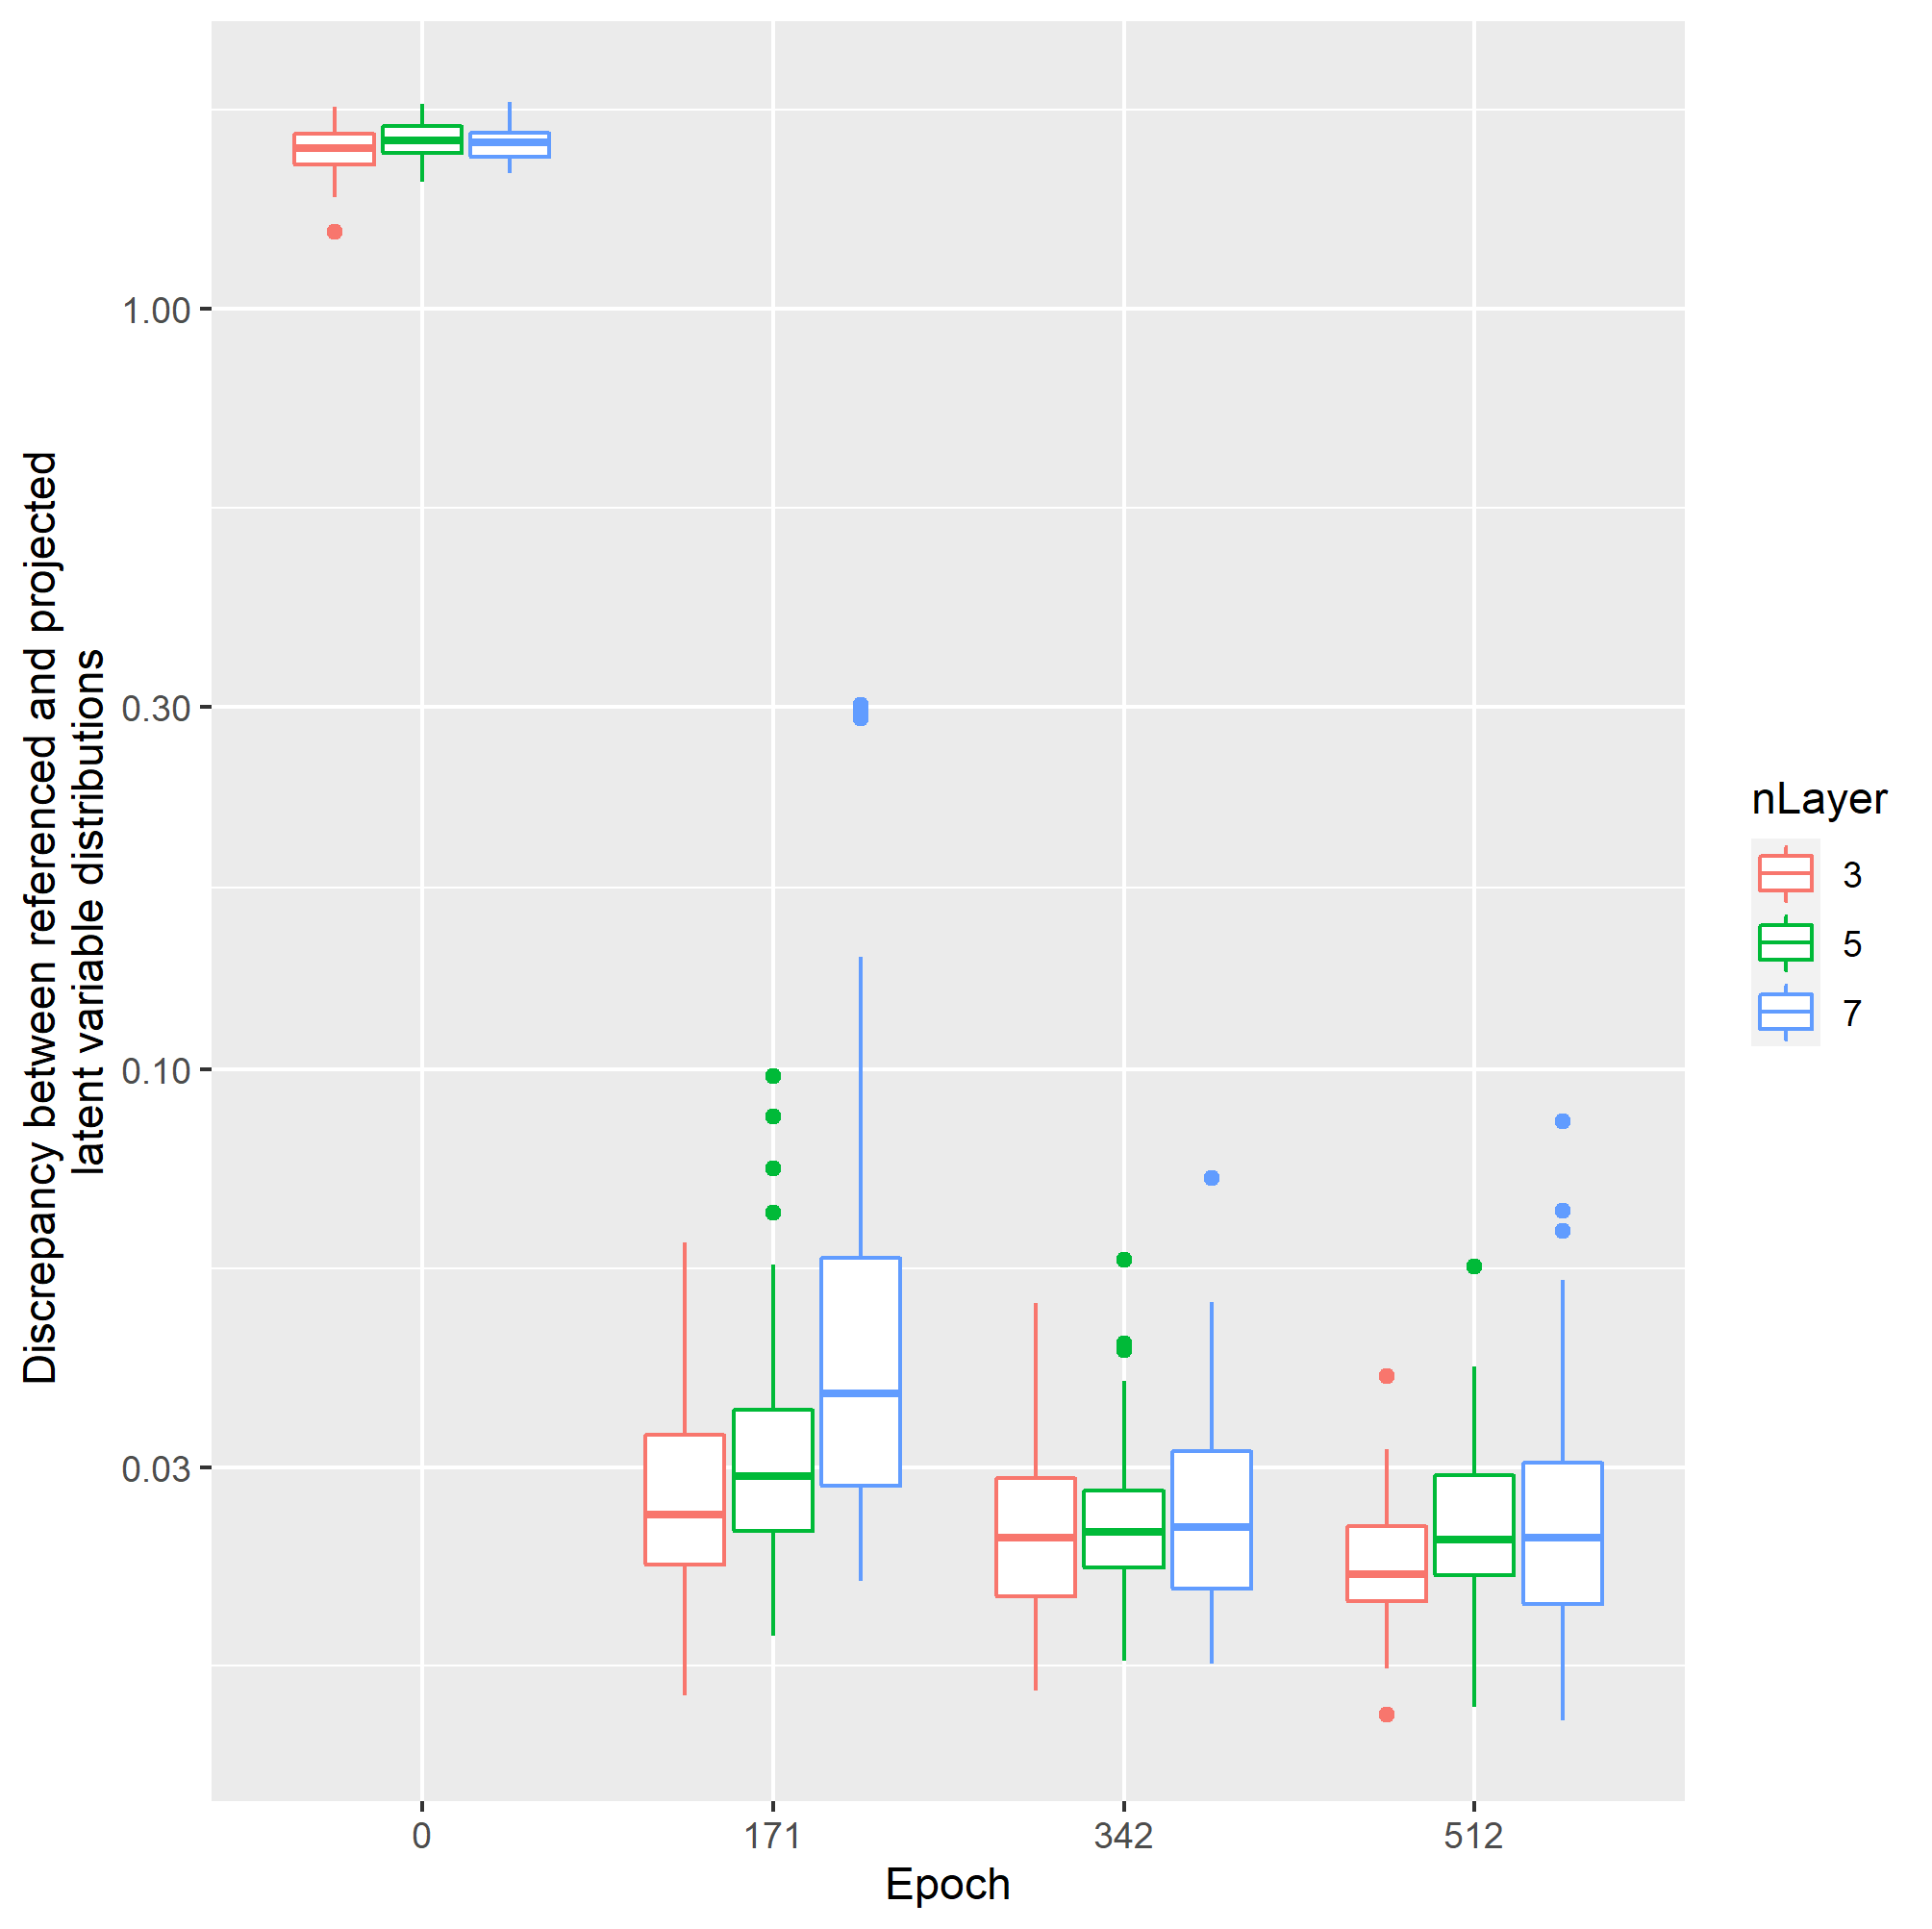 Discrepancy between referenced and projected
latent variable distributions
1.00
0.30
0.10
0.03
0
171
342
512
Epoch
nLayer
3
5
7